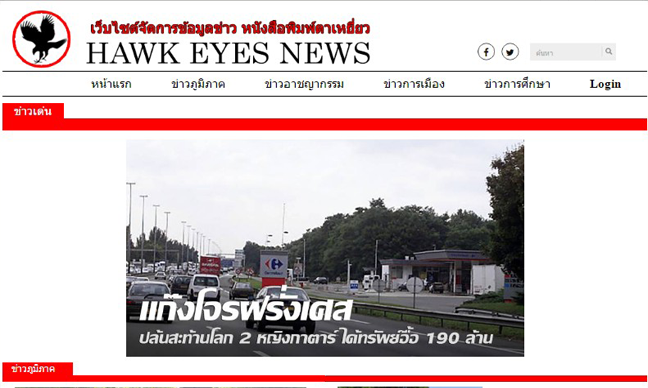 เว็บไซต์จัดการข้อมูลข่าว หนังสือพิมพ์ตาเหยี่ยว
HAWK EYES NEWS
ค้นหา
หน้าแรก ข่าวภูมิภาค ข่าวอาชญากรรม ข่าวการเมือง ข่าวการศึกษา Login
ข่าวเด่น
แก๊งโจรฝรั่งเศส
ปล้นสะท้านโลก 2 หญิงกาตาร์ ได้ทรัพย์อื้อ 190 ล้าน
ข่าวภูมิภาค